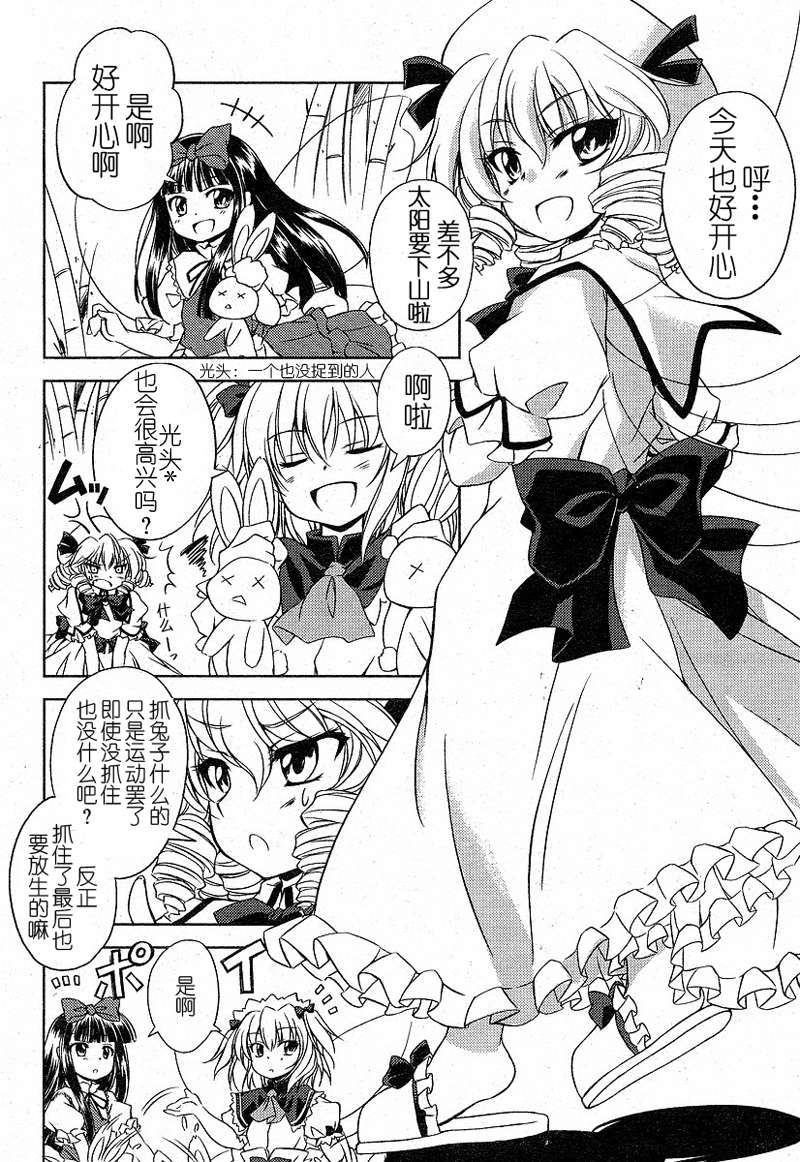 呼…
今天也好开心
差不多
太阳要下山啦
是啊
好开心啊
光头：一个也没捉到的人
啊啦
光头*
也会很高兴吗？
ムッ
什么—
抓兔子什么的
只是运动罢了
即使没抓住
也没什么吧？
反正
抓住了最后也
要放生的嘛
ポイ
是啊